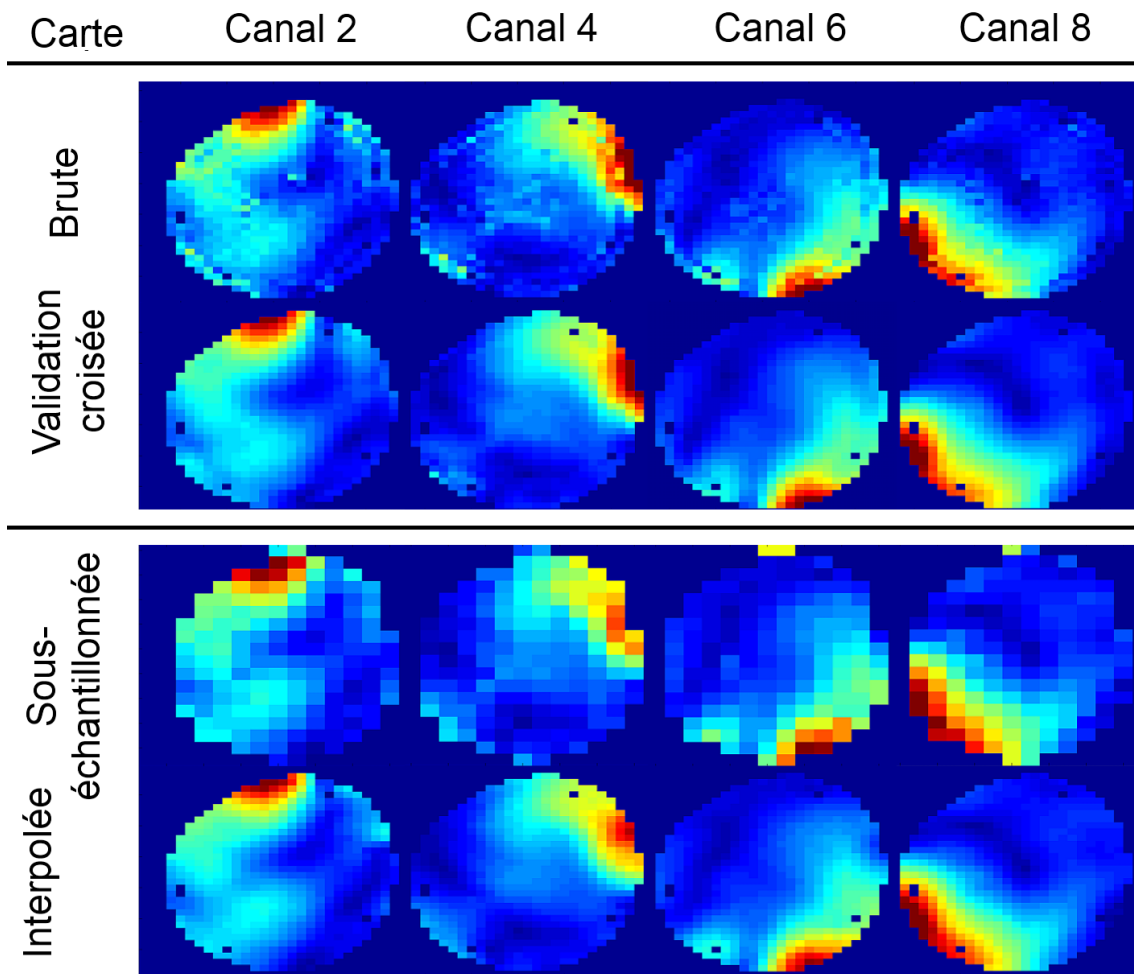 Carte Canal 2 Canal 4 Canal 6 Canal 8
Brute
Validation
croisée
Sous-
échantillonnée
Interpolée